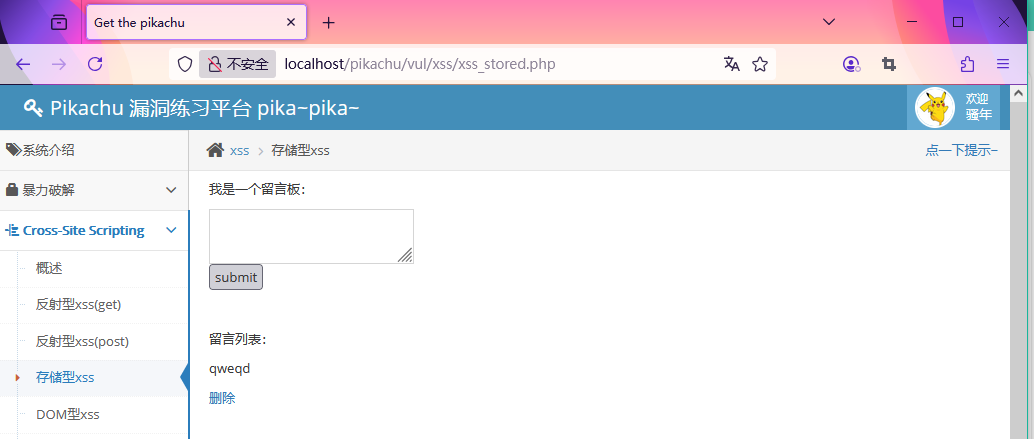 Get the pikachu
不安全
localhost/pikachu/vul/xss/xss_stored.php
Pikachu 漏洞练习平台 pika~pika~
欢迎
骚年
系统介绍
暴力破解
Cross-Site Scripting
概述
反射型xss(get)
反射型xss(post)
存储型xss
DOM型xss
xss
存储型xss
点一下提示~
我是一个留言板：
submit
留言列表：
qweqd
删除